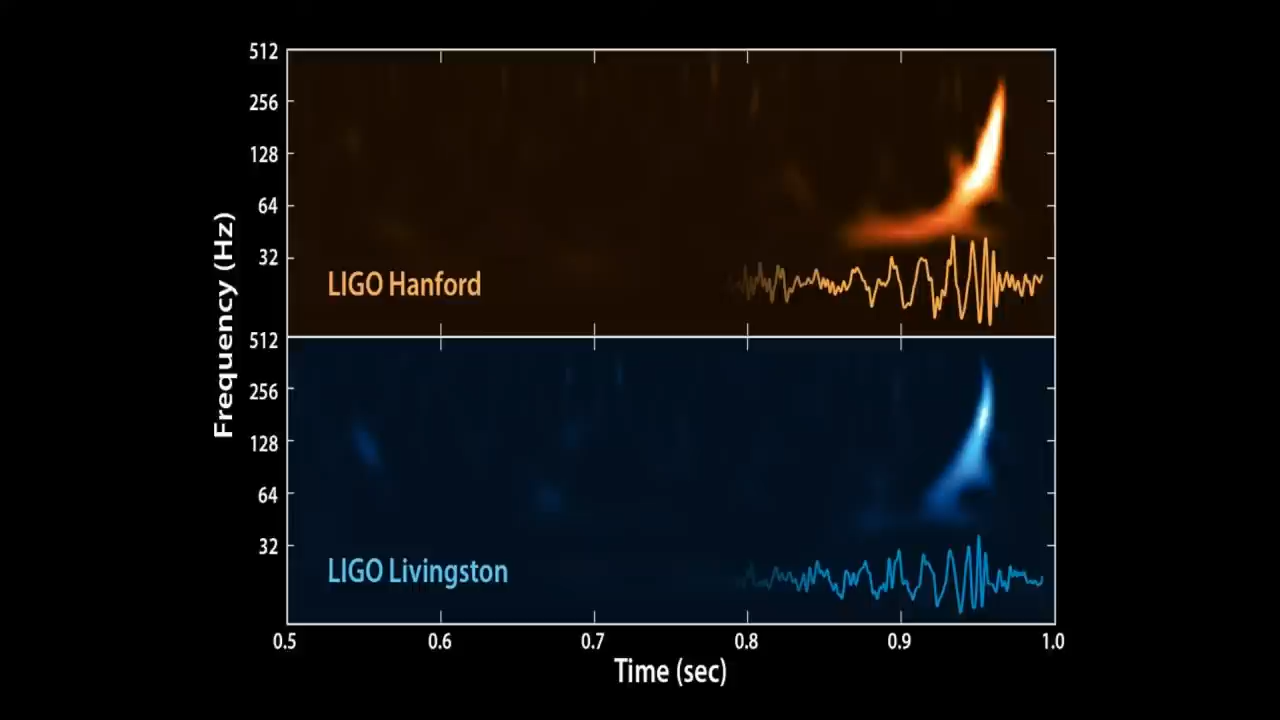 512
256
128
64
32
LIGO Hanford
Frequency (Hz)
512
256
128
64
32
LIGO Livingston
0.5 0.6 0.7 0.8 0.9 1.0
Time (sec)